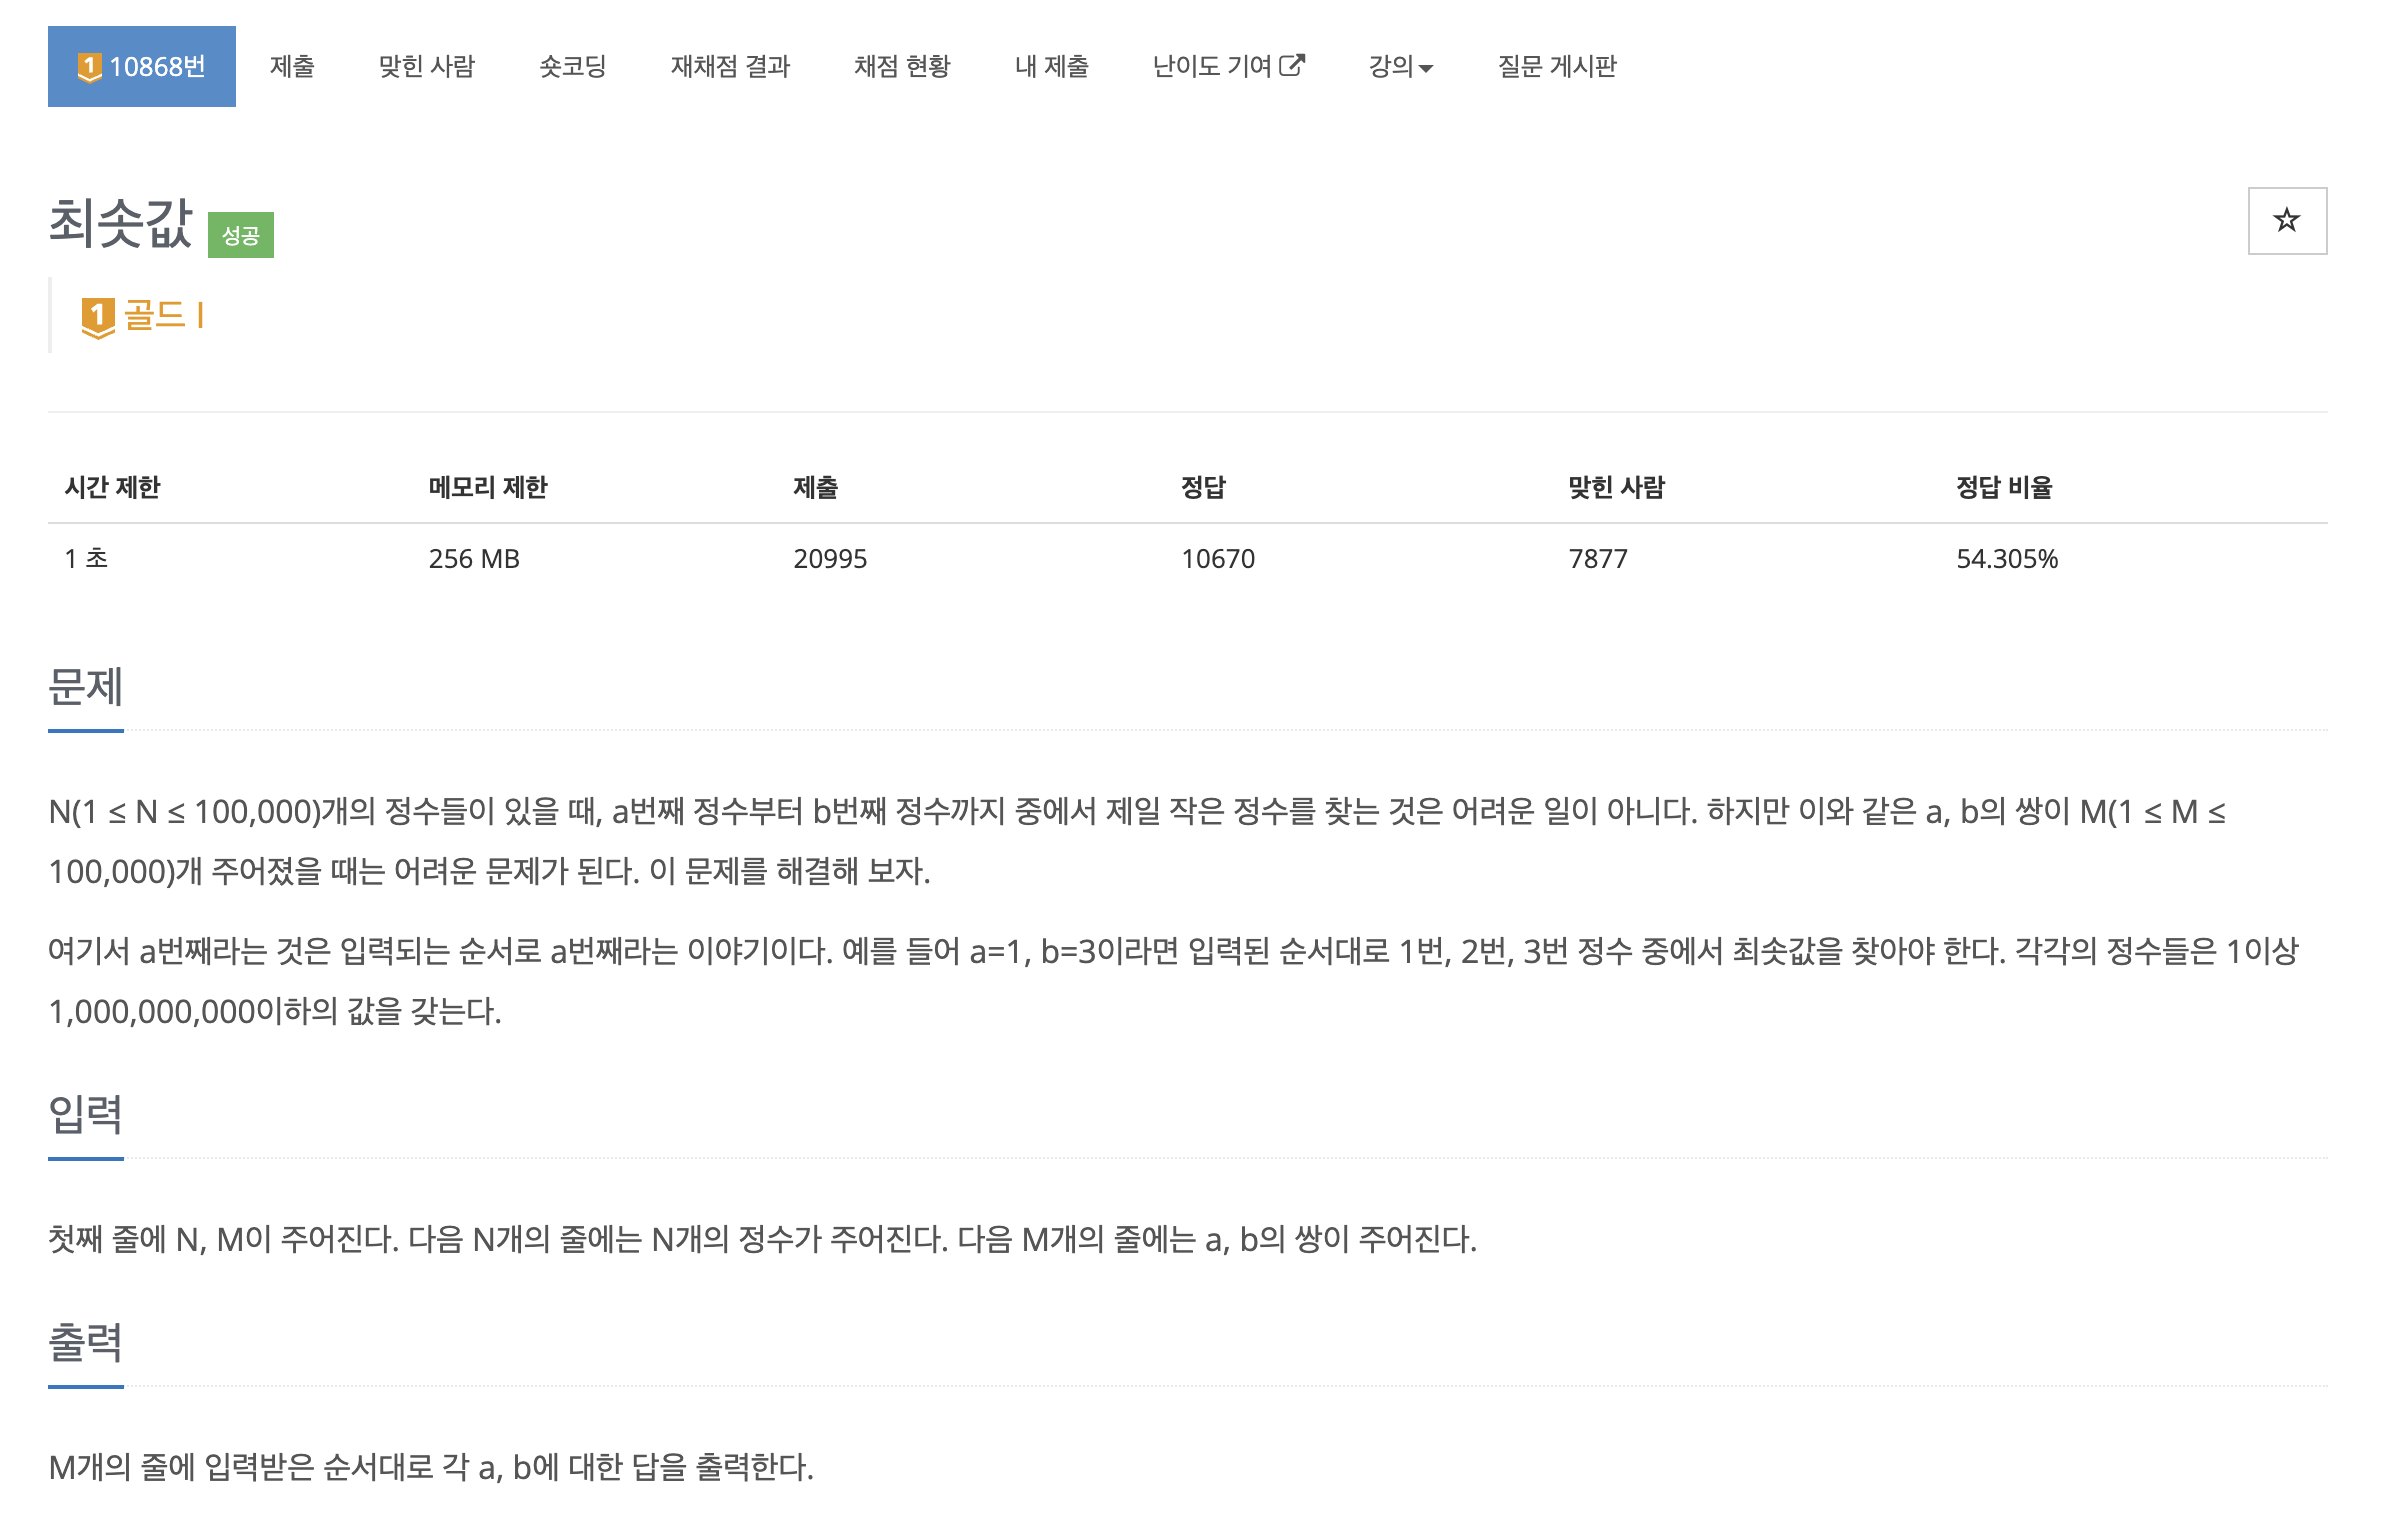 1 10868번 제출 맞힌 사람 숏코딩 재채점 결과 채점 현황 내 제출 난이도 기여 강의 질문 게시판
최솟값 성공
1 골드 I
시간 제한 메모리 제한 제출 정답 맞힌 사람 정답 비율
1 초 256 MB 20995 10670 7877 54.305%
문제
N(1 ≤ N ≤ 100,000)개의 정수들이 있을 때, a번째 정수부터 b번째 정수까지 중에서 제일 작은 정수를 찾는 것은 어려운 일이 아니다. 하지만 이와 같은 a, b의 쌍이 M(1 ≤ M ≤
100,000)개 주어졌을 때는 어려운 문제가 된다. 이 문제를 해결해 보자.
여기서 a번째라는 것은 입력되는 순서로 a번째라는 이야기이다. 예를 들어 a=1, b=3이라면 입력된 순서대로 1번, 2번, 3번 정수 중에서 최솟값을 찾아야 한다. 각각의 정수들은 1이상
1,000,000,000이하의 값을 갖는다.
입력
첫째 줄에 N, M이 주어진다. 다음 N개의 줄에는 N개의 정수가 주어진다. 다음 M개의 줄에는 a, b의 쌍이 주어진다.
출력
M개의 줄에 입력받은 순서대로 각 a, b에 대한 답을 출력한다.